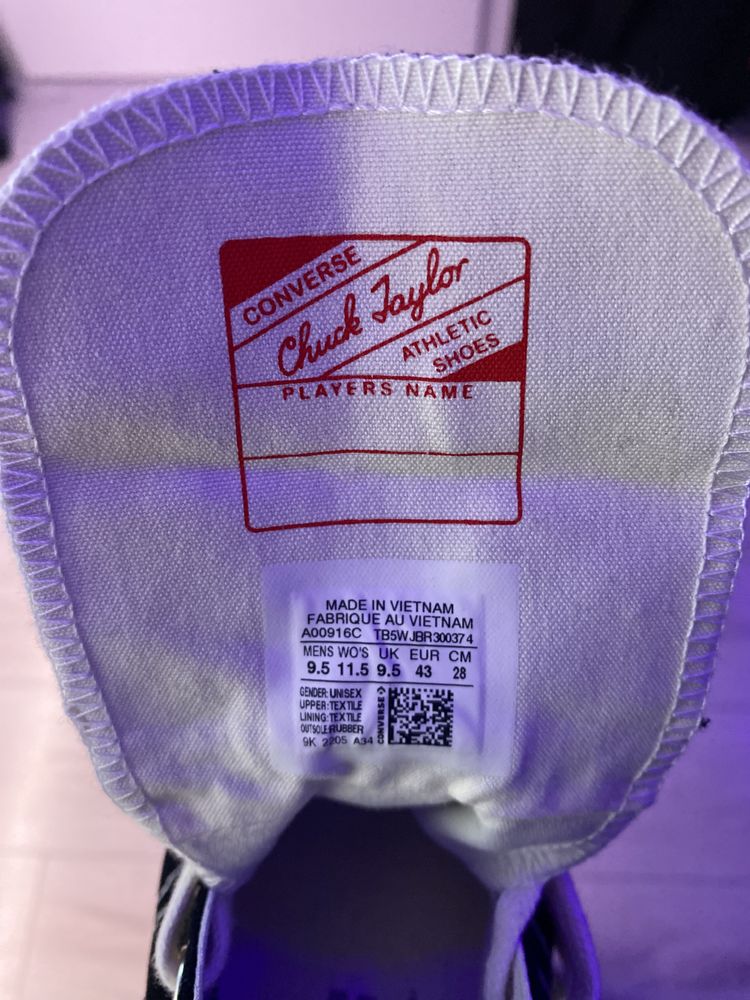 CONVERSE
Chuck Taylor
ATHLETIC
SHOES
PLAYERS NAME
MADE IN VIETNAM
FABRIQUE AU VIETNAM
A00916C TB5WJBR300374
MENS WO'S UK EUR CM
9.5 11.5 9.5 43 28
GENDER: UNISEX
UPPER: TEXTILE
LINING: TEXTILE
OUTSOLE: RUBBER
9K 2205 A34
CONVERSE